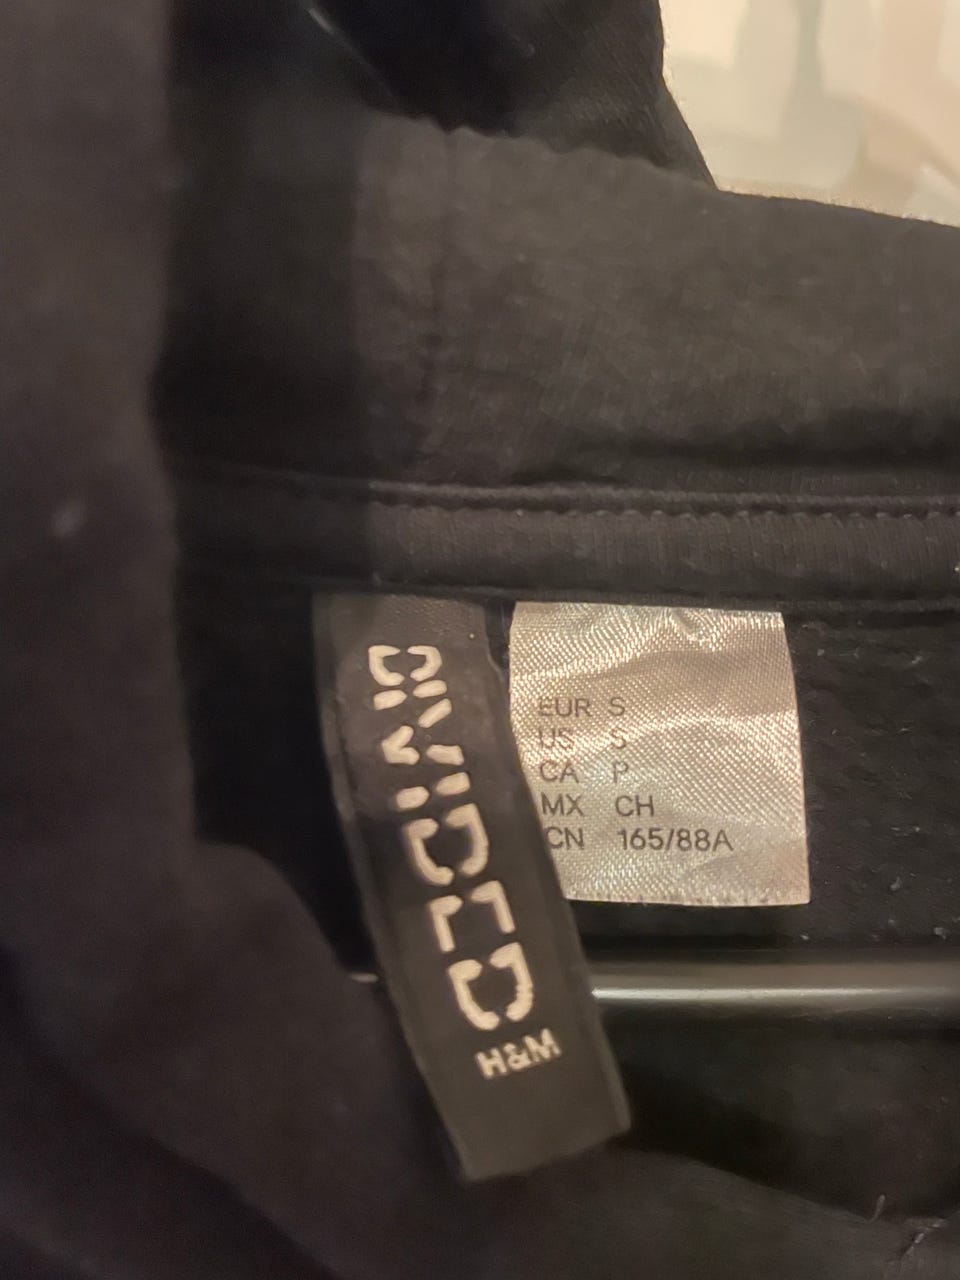 DIVIDED
H&M
EUR S
US S
CA P
MX CH
CN 165/88A